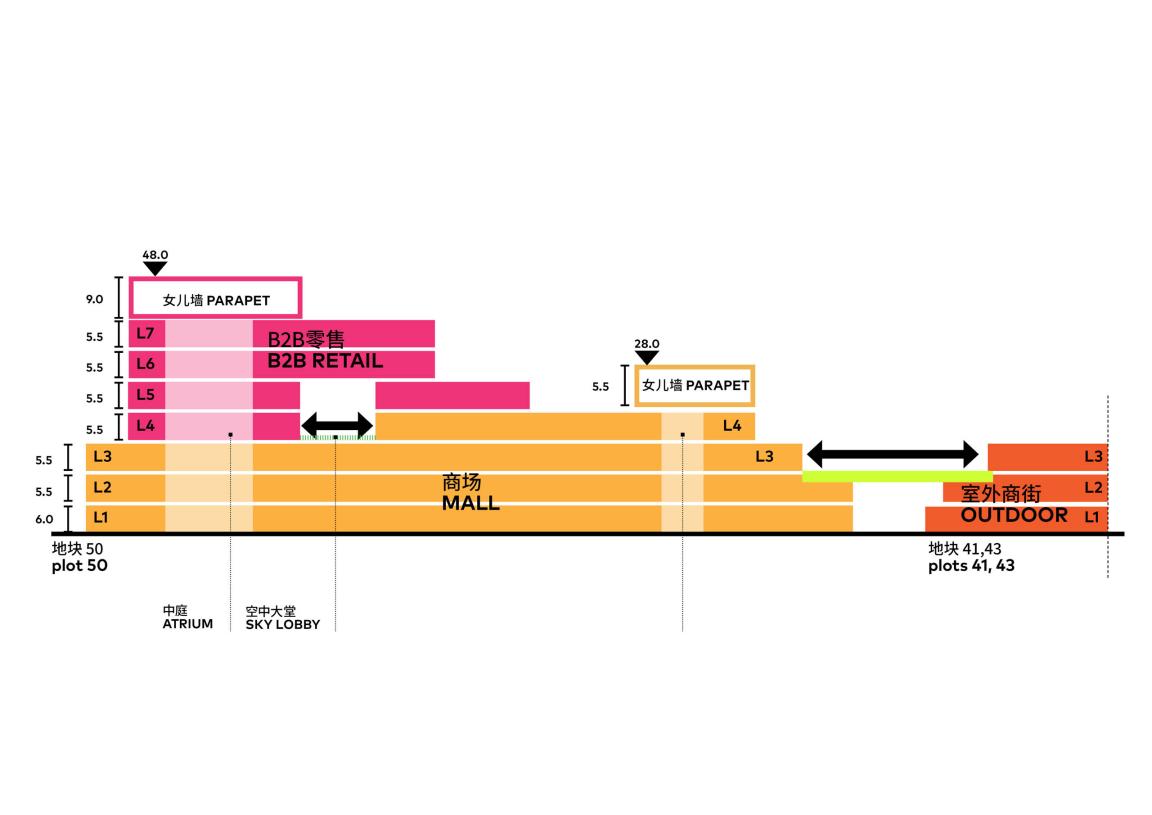 48.0
9.0
女儿墙 PARAPET
5.5
L7
B2B零售
5.5
L6
B2B RETAIL
28.0
5.5
L5
5.5
女儿墙 PARAPET
5.5
L4
L4
5.5
L3
L3
L3
5.5
L2
商场
MALL
室外商街
L2
6.0
L1
OUTDOOR
L1
地块 50
plot 50
地块 41,43
plots 41, 43
中庭
ATRIUM
空中大堂
SKY LOBBY